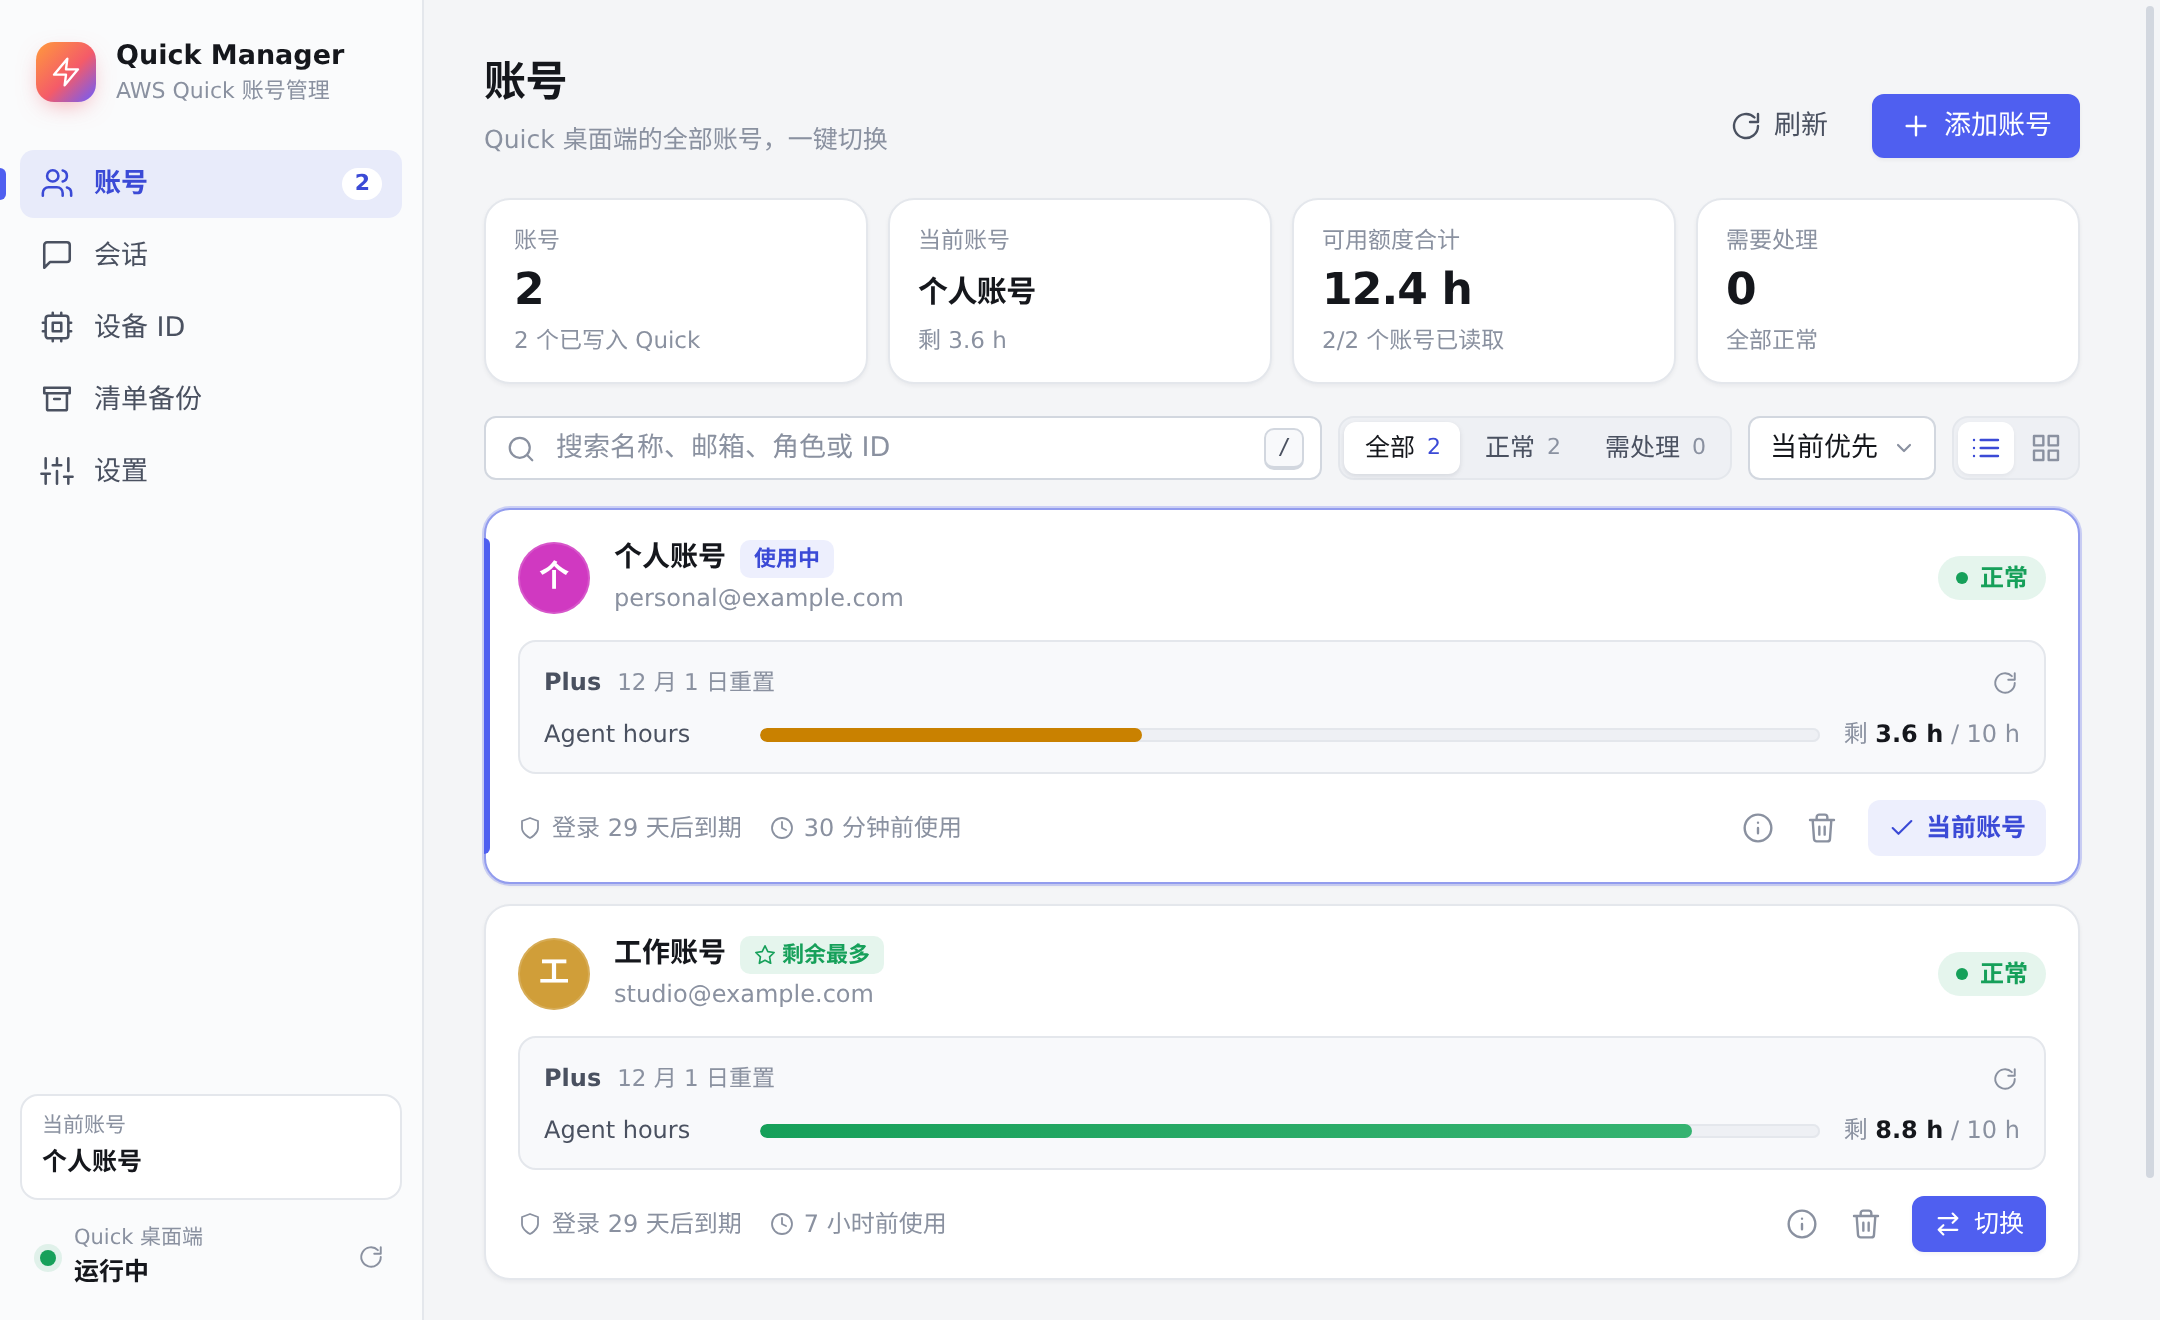 Quick Manager
AWS Quick 账号管理
账号 2
会话
设备 ID
清单备份
设置
当前账号
个人账号
Quick 桌面端
运行中
账号
Quick 桌面端的全部账号，一键切换
刷新
添加账号
账号
2
2 个已写入 Quick
当前账号
个人账号
剩 3.6 h
可用额度合计
12.4 h
2/2 个账号已读取
需要处理
0
全部正常
搜索名称、邮箱、角色或 ID /
全部 2 正常 2 需处理 0
当前优先
个
个人账号 使用中
personal@example.com
正常
Plus 12 月 1 日重置
Agent hours 剩 3.6 h / 10 h
登录 29 天后到期 30 分钟前使用
当前账号
工
工作账号 剩余最多
studio@example.com
正常
Plus 12 月 1 日重置
Agent hours 剩 8.8 h / 10 h
登录 29 天后到期 7 小时前使用
切换